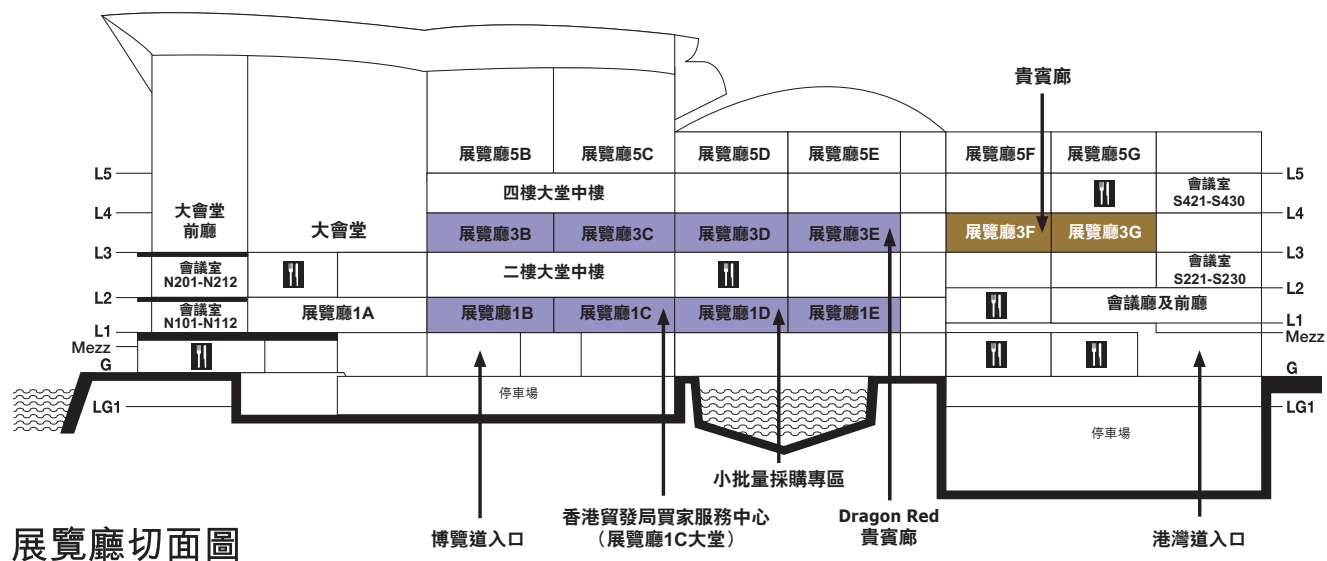 貴賓廊
展覽廳5B
展覽廳5C
展覽廳5D
展覽廳5E
展覽廳5F
展覽廳5G
L5
L5
四樓大堂中樓
會議室
S421-S430
L4
L4
大會堂
前廳
大會堂
展覽廳3B
展覽廳3C
展覽廳3D
展覽廳3E
展覽廳3F
展覽廳3G
L3
L3
會議室
N201-N212
二樓大堂中樓
會議室
S221-S230
L2
L2
會議室
N101-N112
展覽廳1A
展覽廳1B
展覽廳1C
展覽廳1D
展覽廳1E
會議廳及前廳
L1
L1
Mezz
Mezz
G
G
停車場
LG1
LG1
停車場
小批量採購專區
博覽道入口
香港貿發局買家服務中心
（展覽廳1C大堂）
Dragon Red
貴賓廊
港灣道入口
展覽廳切面圖